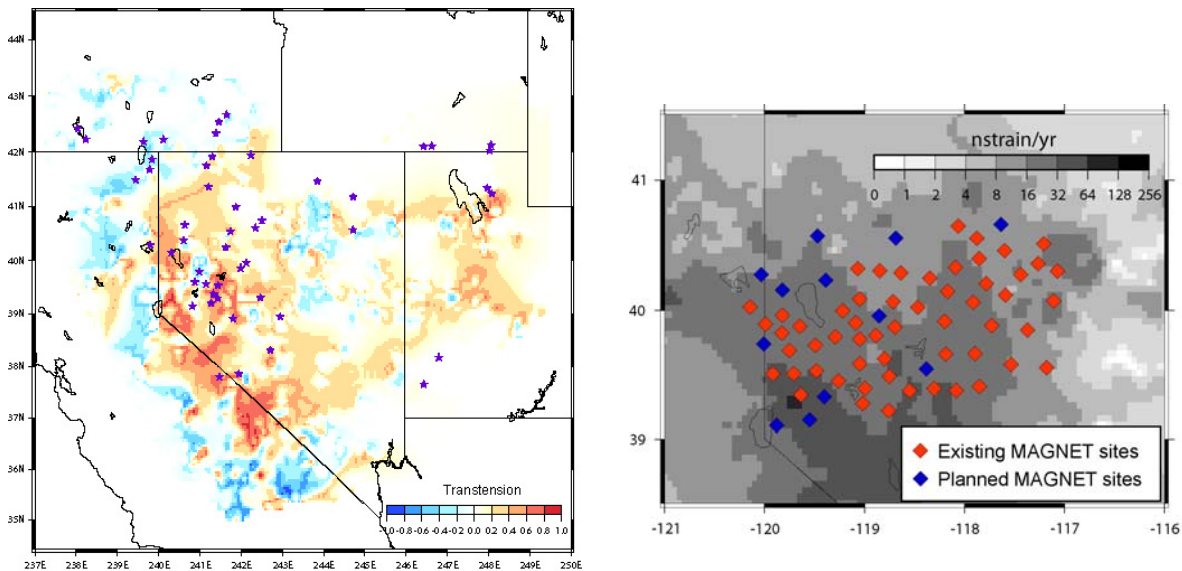 44N
43N
42N
41N
40N
39N
38N
37N
36N
35N
Transtension
-1.0-0.8-0.6-0.4-0.2 0.0 0.2 0.4 0.6 0.8 1.0
237E 238E 239E 240E 241E 242E 243E 244E 245E 246E 247E 248E 249E 250E
nstrain/yr
0 1 2 4 8 16 32 64 128 256
41
40
39
Existing MAGNET sites
Planned MAGNET sites
-121 -120 -119 -118 -117 -116